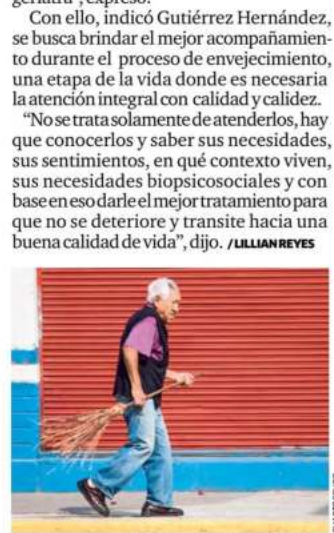 geriatra", expresó.
Con ello, indicó Gutiérrez Hernández,
se busca brindar el mejor acompañamien-
to durante el proceso de envejecimiento,
una etapa de la vida donde es necesaria
la atención integral con calidad y calidez.
"No se trata solamente de atenderlos, hay
que conocerlos y saber sus necesidades,
sus sentimientos, en qué contexto viven,
sus necesidades biopsicosociales y con
base en eso darle el mejor tratamiento para
que no se deteriore y transite hacia una
buena calidad de vida", dijo. /LILLIAN REYES